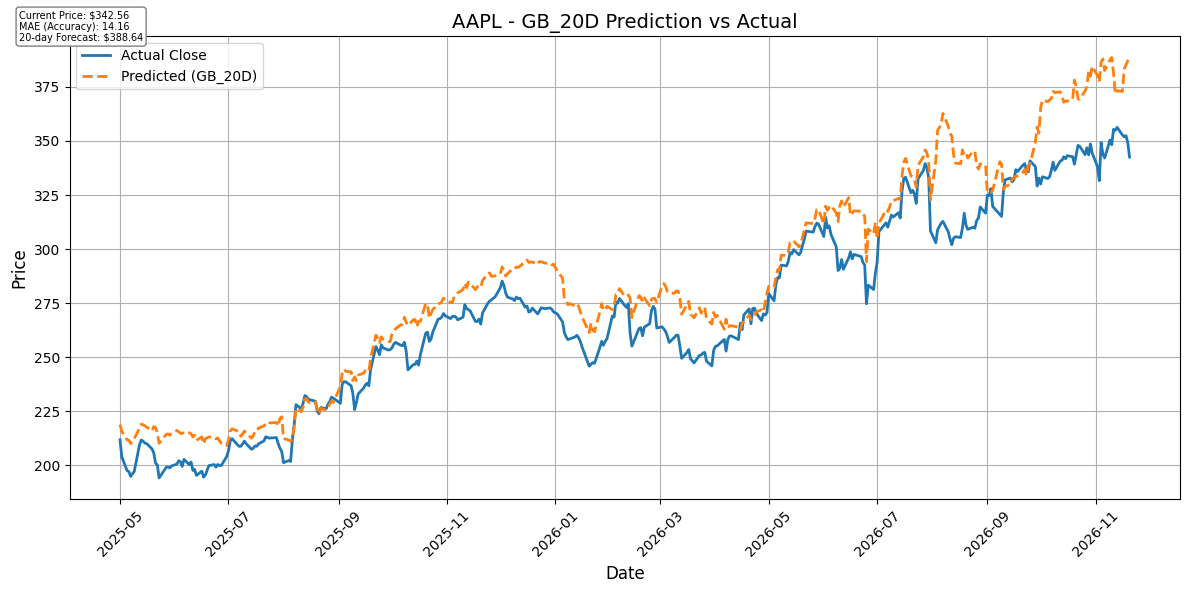 AAPL - GB_20D Prediction vs Actual
Current Price: $342.56
MAE (Accuracy): 14.16
20-day Forecast: $388.64
Actual Close
Predicted (GB_20D)
Price
375
350
325
300
275
250
225
200
2025-05
2025-07
2025-09
2025-11
2026-01
2026-03
2026-05
2026-07
2026-09
2026-11
Date